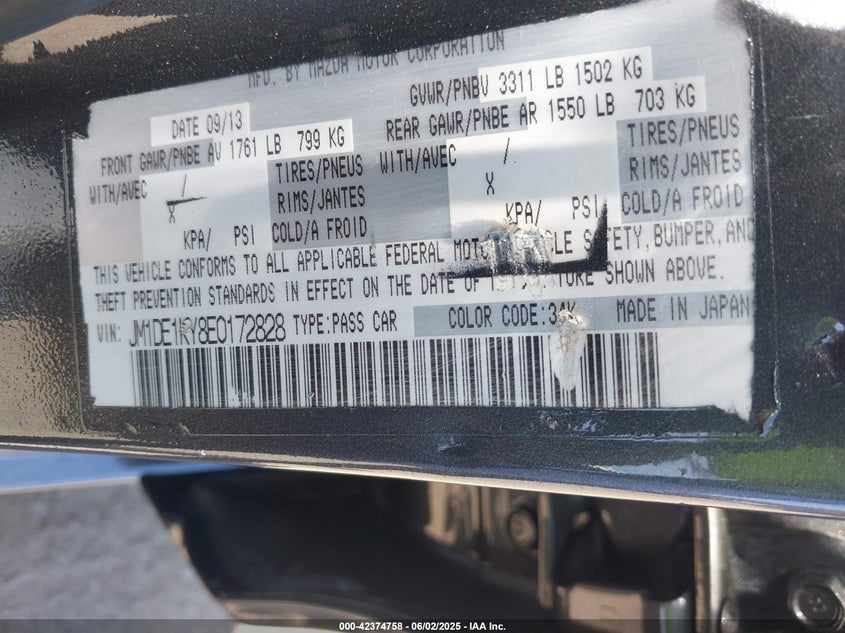 MFD. BY MAZDA MOTOR CORPORATION
DATE 09/13 GVWR/PNBV 3311 LB 1502 KG
FRONT GAWR/PNBE AV 1761 LB 799 KG REAR GAWR/PNBE AR 1550 LB 703 KG
WITH/AVEC / TIRES/PNEUS WITH/AVEC / TIRES/PNEUS
X RIMS/JANTES X RIMS/JANTES
KPA/ PSI COLD/A FROID KPA/ PSI COLD/A FROID
THIS VEHICLE CONFORMS TO ALL APPLICABLE FEDERAL SAFETY, BUMPER, AND
THEFT PREVENTION STANDARDS IN EFFECT ON THE DATE OF SHOWN ABOVE.
VIN: JM1DE1KY8E0172828 TYPE:PASS CAR COLOR CODE:34K MADE IN JAPAN
000-42374758 - 06/02/2025 - IAA Inc.